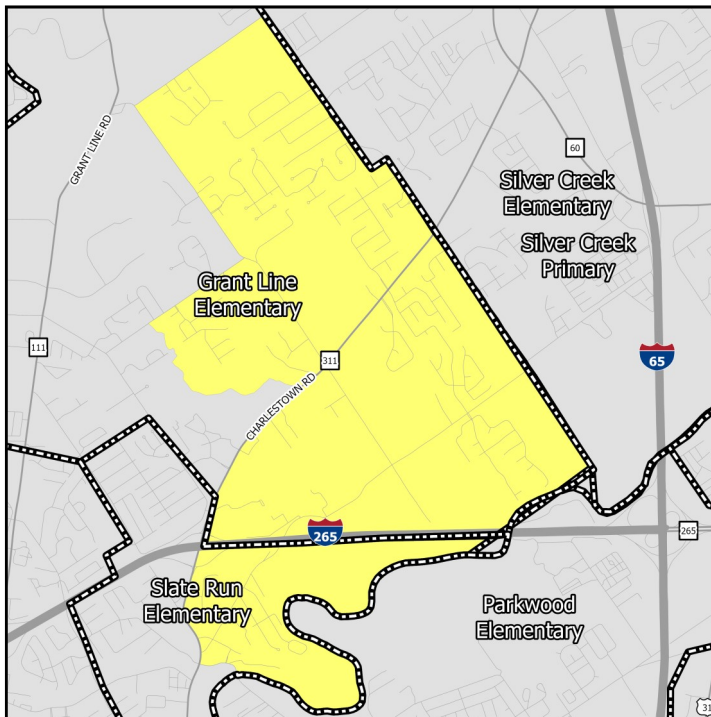 GRANT LINE RD
60
Silver Creek
Elementary
Silver Creek
Primary
Grant Line
Elementary
111
311
65
CHARLESTOWN RD
265
265
Slate Run
Elementary
Parkwood
Elementary
31